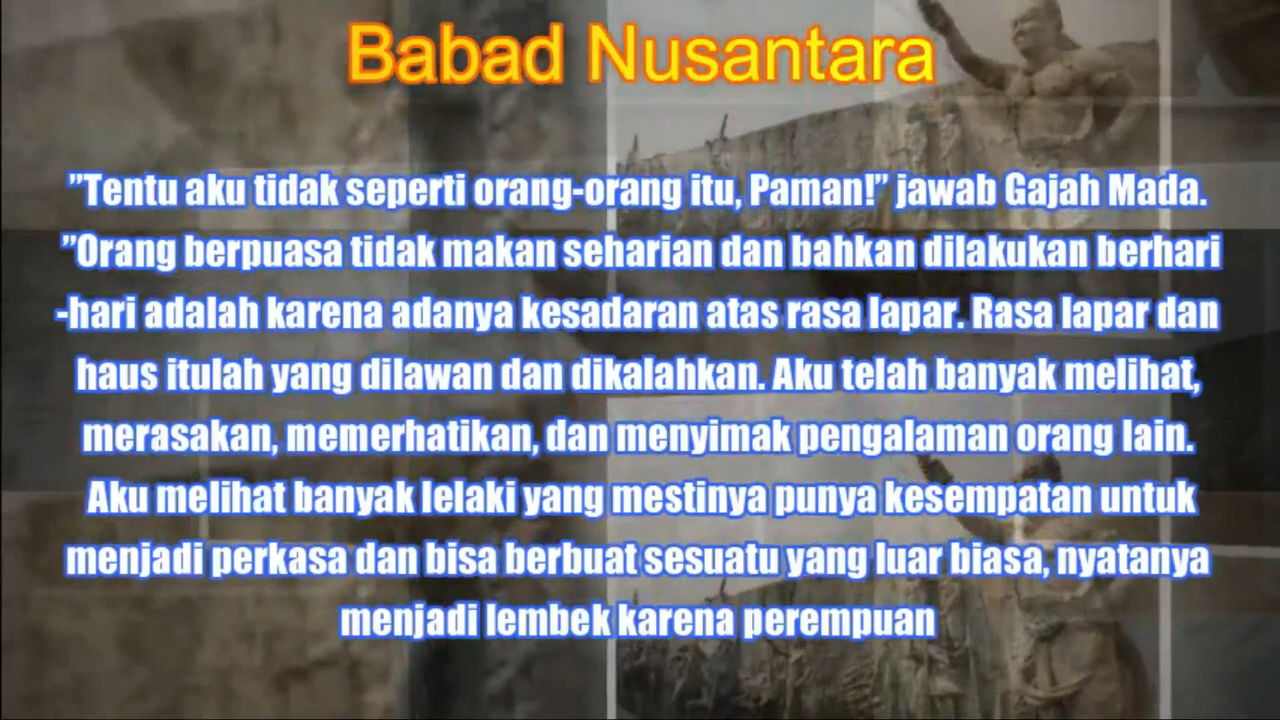 Babad Nusantara
”Tentu aku tidak seperti orang-orang itu, Paman!” jawab Gajah Mada.
”Orang berpuasa tidak makan seharian dan bahkan dilakukan berhari
-hari adalah karena adanya kesadaran atas rasa lapar. Rasa lapar dan
haus itulah yang dilawan dan dikalahkan. Aku telah banyak melihat,
merasakan, memerhatikan, dan menyimak pengalaman orang lain.
Aku melihat banyak lelaki yang mestinya punya kesempatan untuk
menjadi perkasa dan bisa berbuat sesuatu yang luar biasa, nyatanya
menjadi lembek karena perempuan